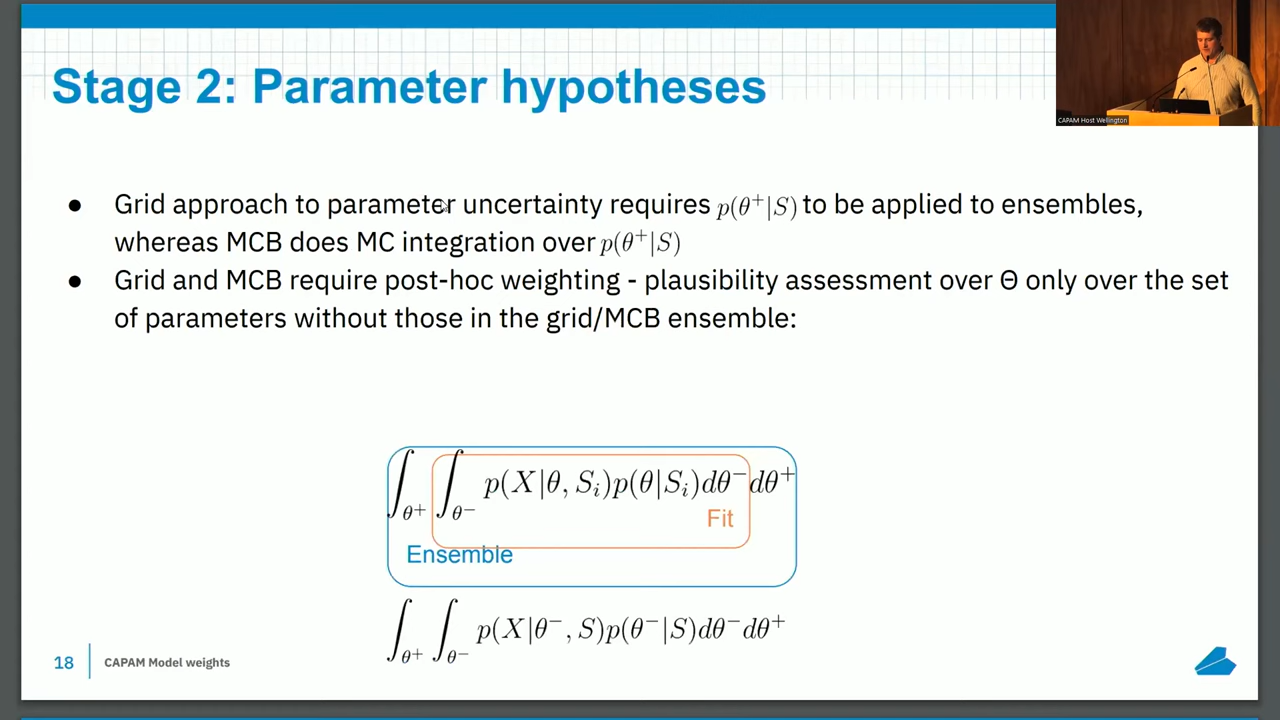 Stage 2: Parameter hypotheses
CAPAM Host Wellington
● Grid approach to parameter uncertainty requires p(θ⁺|S) to be applied to ensembles,
whereas MCB does MC integration over p(θ⁺|S)
● Grid and MCB require post-hoc weighting - plausibility assessment over Θ only over the set
of parameters without those in the grid/MCB ensemble:
∫θ⁺ ∫θ⁻ p(X|θ, Sᵢ)p(θ|Sᵢ)dθ⁻dθ⁺
Fit
Ensemble
∫θ⁺ ∫θ⁻ p(X|θ⁻, S)p(θ⁻|S)dθ⁻dθ⁺
18 CAPAM Model weights